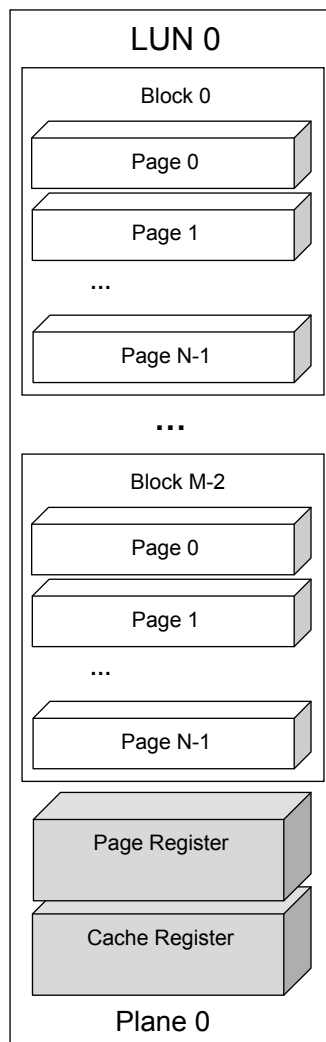 LUN 0
Block 0
Page 0
Page 1
...
Page N-1
...
Block M-2
Page 0
Page 1
...
Page N-1
Page Register
Cache Register
Plane 0